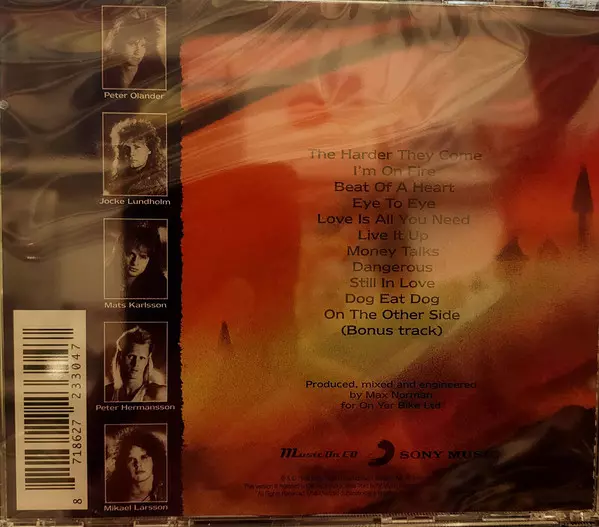 Peter Olander
Jocke Lundholm
Mats Karlsson
Peter Hermansson
Mikael Larsson
8 718627 233047
The Harder They Come
I'm On Fire
Beat Of A Heart
Eye To Eye
Love Is All You Need
Live It Up
Money Talks
Dangerous
Still In Love
Dog Eat Dog
On The Other Side
(Bonus track)
Produced, mixed and engineered
by Max Norman
for On Yer Bike Ltd.
Music On CD
SONY MUSIC